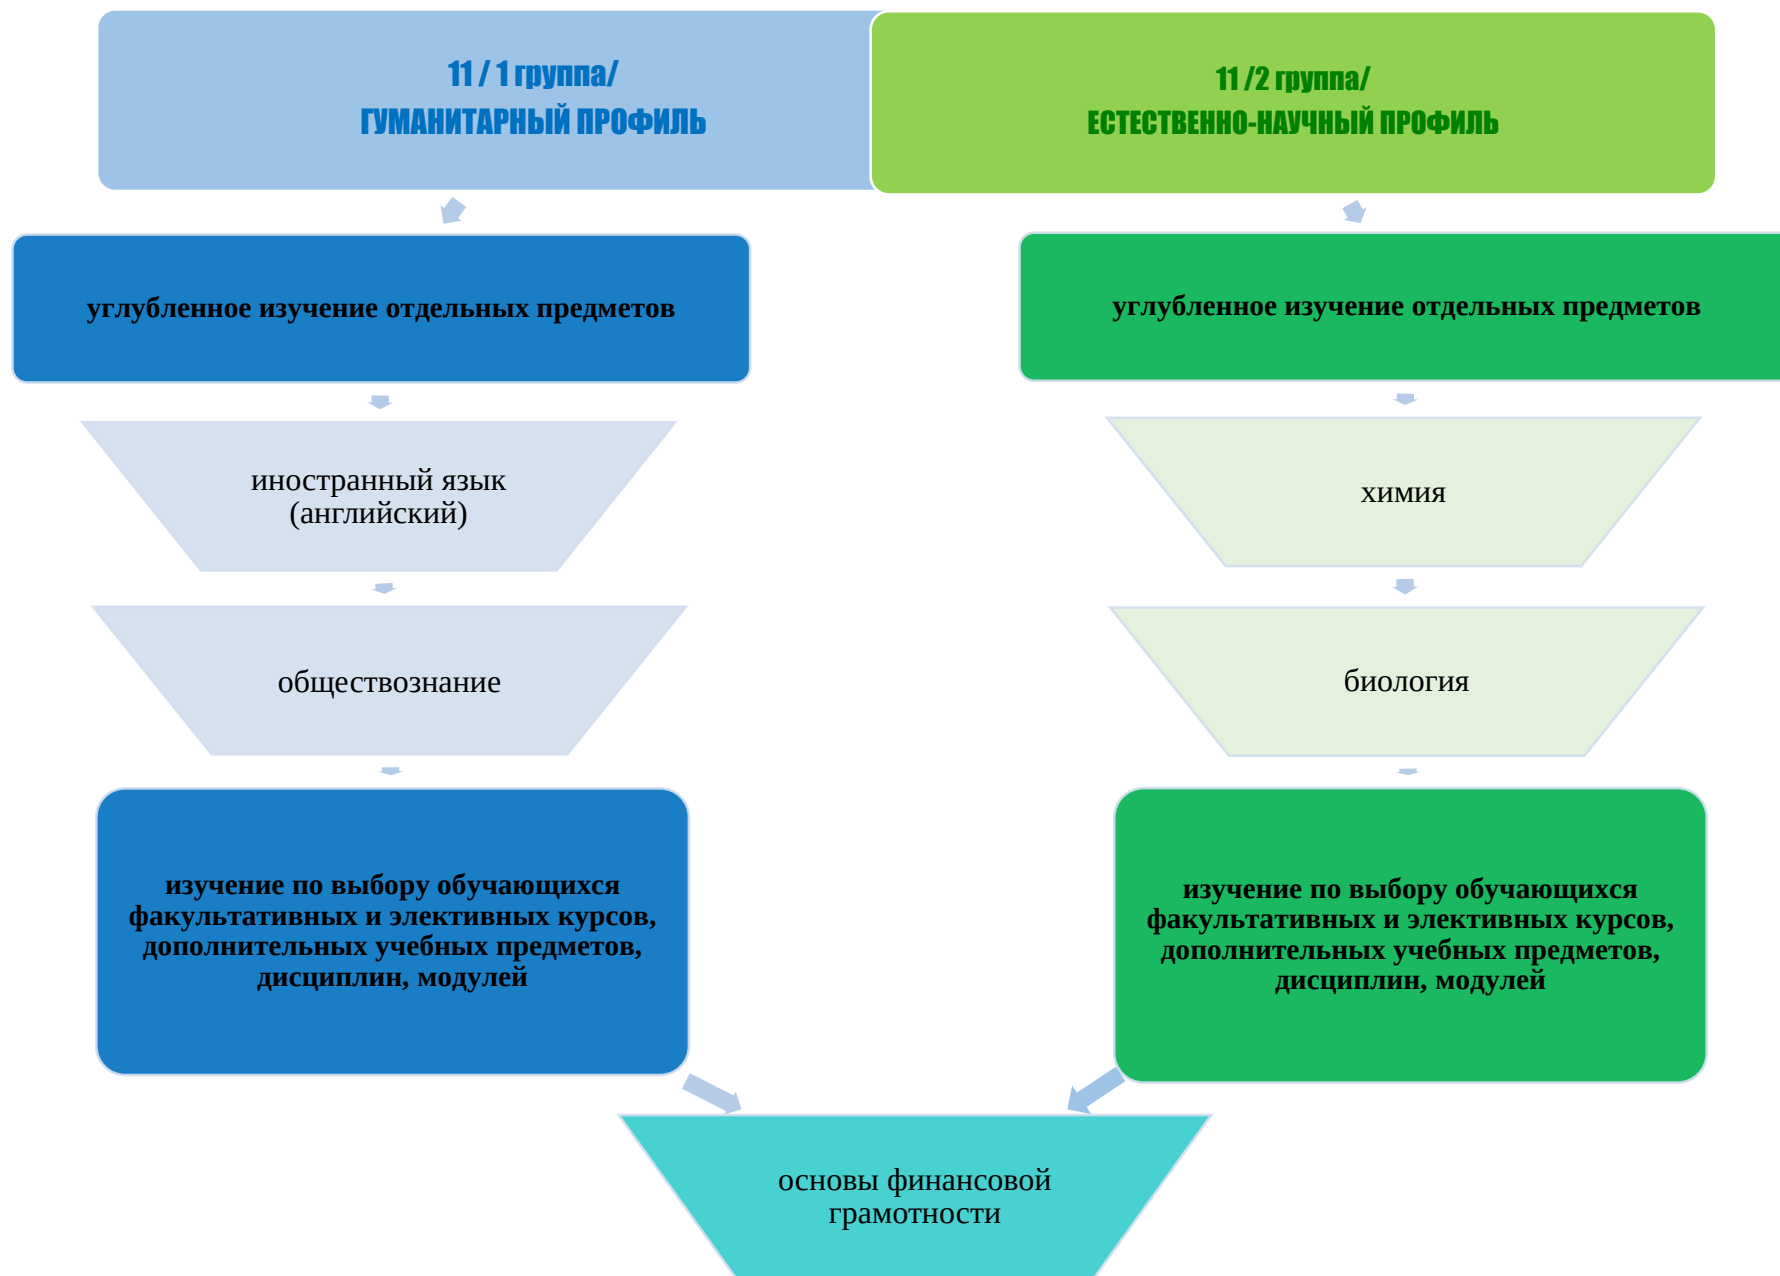 11 / 1 группа/
ГУМАНИТАРНЫЙ ПРОФИЛЬ
11 /2 группа/
ЕСТЕСТВЕННО-НАУЧНЫЙ ПРОФИЛЬ
углубленное изучение отдельных предметов
углубленное изучение отдельных предметов
иностранный язык
(английский)
химия
обществознание
биология
изучение по выбору обучающихся
факультативных и элективных курсов,
дополнительных учебных предметов,
дисциплин, модулей
изучение по выбору обучающихся
факультативных и элективных курсов,
дополнительных учебных предметов,
дисциплин, модулей
основы финансовой
грамотности